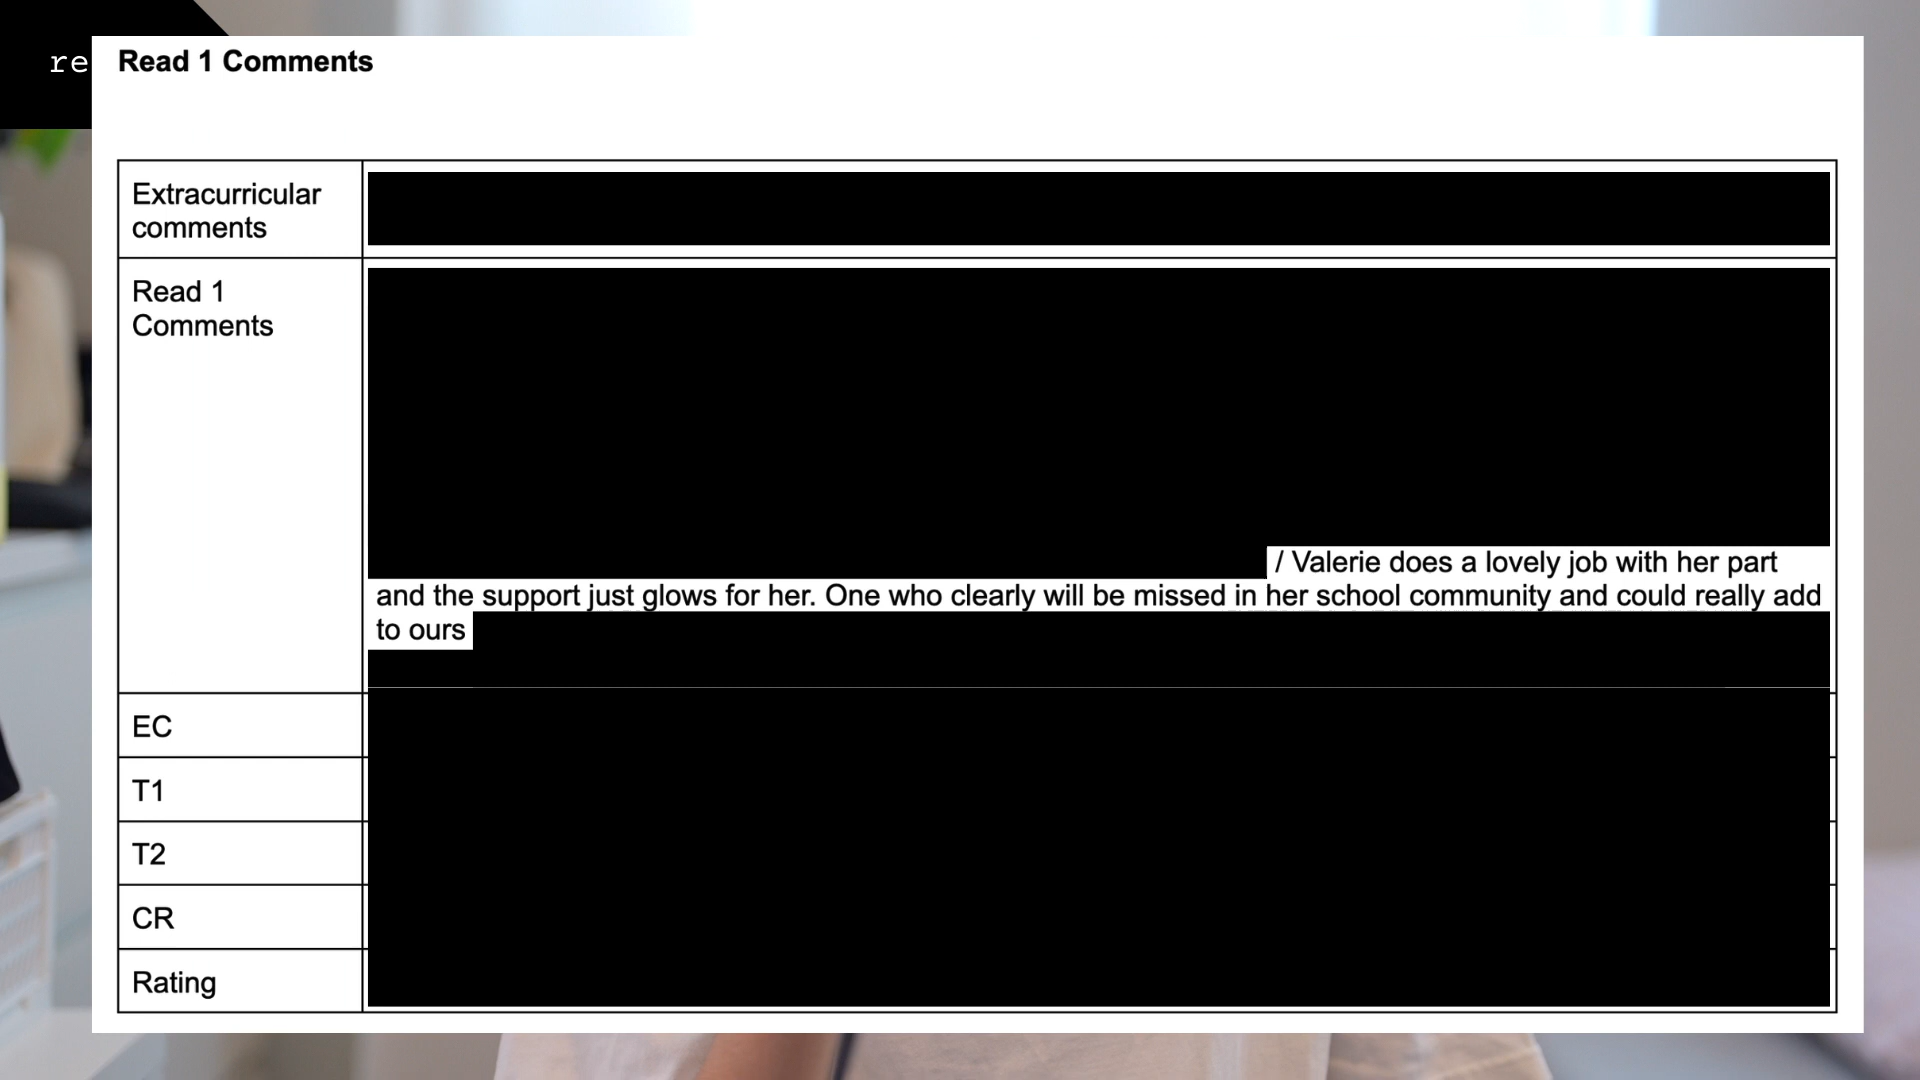 re
Read 1 Comments
Extracurricular
comments
Read 1
Comments
/ Valerie does a lovely job with her part
and the support just glows for her. One who clearly will be missed in her school community and could really add
to ours
EC
T1
T2
CR
Rating